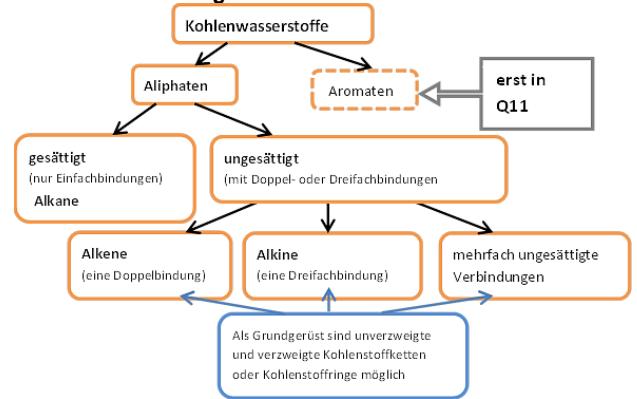 Kohlenwasserstoffe
Aliphaten
Aromaten
erst in
Q11
gesättigt
(nur Einfachbindungen)
Alkane
ungesättigt
(mit Doppel- oder Dreifachbindungen
Alkene
(eine Doppelbindung)
Alkine
(eine Dreifachbindung)
mehrfach ungesättigte
Verbindungen
Als Grundgerüst sind unverzweigte
und verzweigte Kohlenstoffketten
oder Kohlenstoffringe möglich